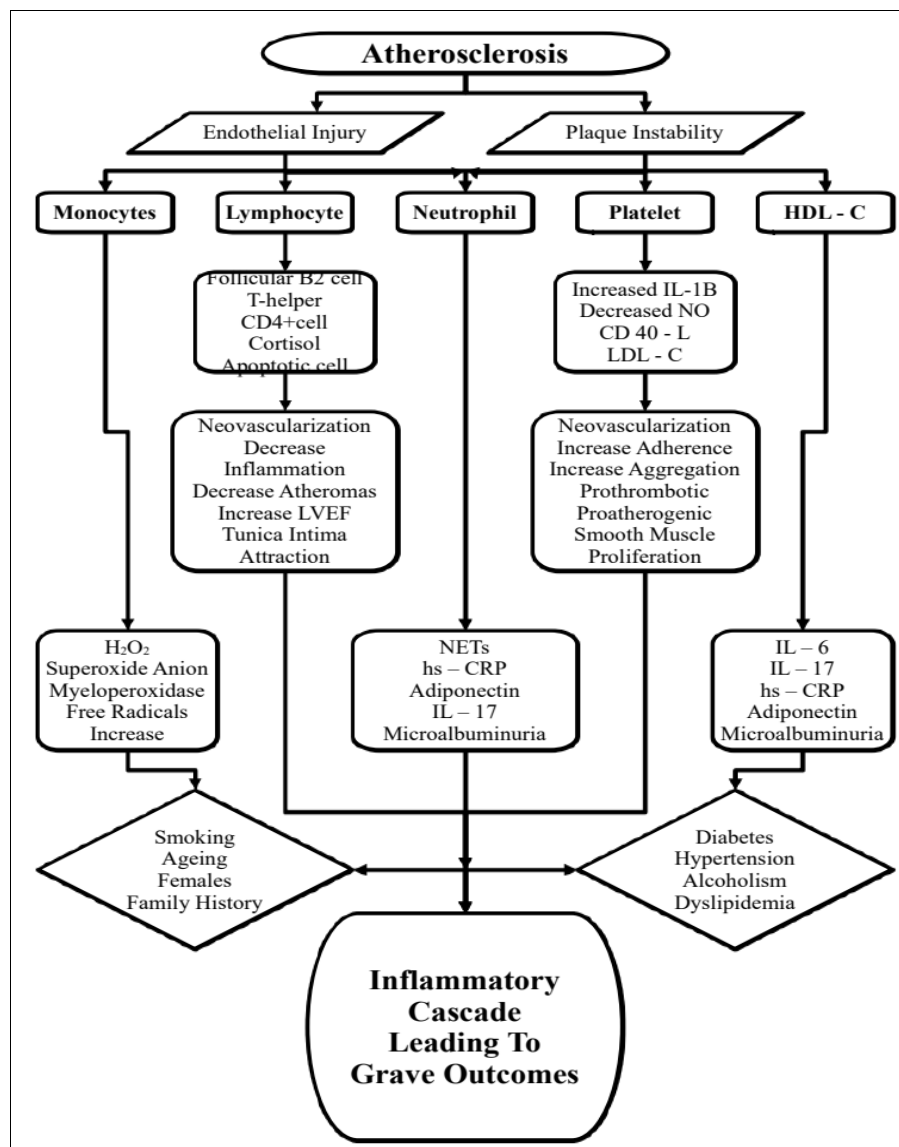 Atherosclerosis
Endothelial Injury
Plaque Instability
Monocytes
Lymphocyte
Neutrophil
Platelet
HDL - C
Follicular B2 cell
T-helper
CD4+cell
Cortisol
Apoptotic cell
Increased IL-1B
Decreased NO
CD 40 - L
LDL - C
Neovascularization
Decrease
Inflammation
Decrease Atheromas
Increase LVEF
Tunica Intima
Attraction
Neovascularization
Increase Adherence
Increase Aggregation
Prothrombotic
Proatherogenic
Smooth Muscle
Proliferation
H₂O₂
Superoxide Anion
Myeloperoxidase
Free Radicals
Increase
NETs
hs – CRP
Adiponectin
IL – 17
Microalbuminuria
IL – 6
IL – 17
hs – CRP
Adiponectin
Microalbuminuria
Smoking
Ageing
Females
Family History
Diabetes
Hypertension
Alcoholism
Dyslipidemia
Inflammatory
Cascade
Leading To
Grave Outcomes